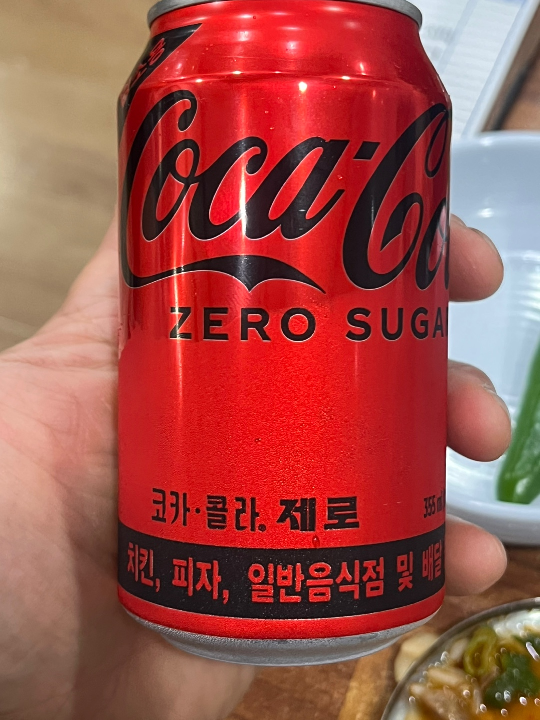 Coca-Co
ZERO SUGA
코카·콜라. 제로
355 m
치킨, 피자, 일반음식점 및 배달